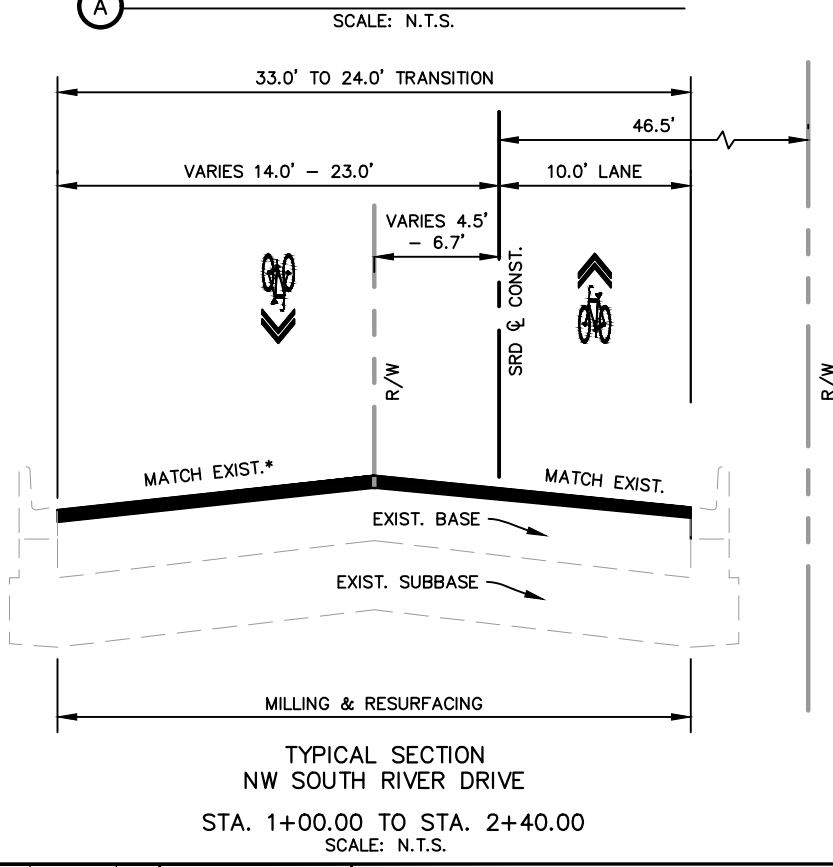 A
SCALE: N.T.S.
33.0' TO 24.0' TRANSITION
46.5'
VARIES 14.0' - 23.0'
10.0' LANE
VARIES 4.5'
- 6.7'
SRD ℄ CONST.
R/W
R/W
MATCH EXIST.*
MATCH EXIST.
EXIST. BASE
EXIST. SUBBASE
MILLING & RESURFACING
TYPICAL SECTION
NW SOUTH RIVER DRIVE
STA. 1+00.00 TO STA. 2+40.00
SCALE: N.T.S.